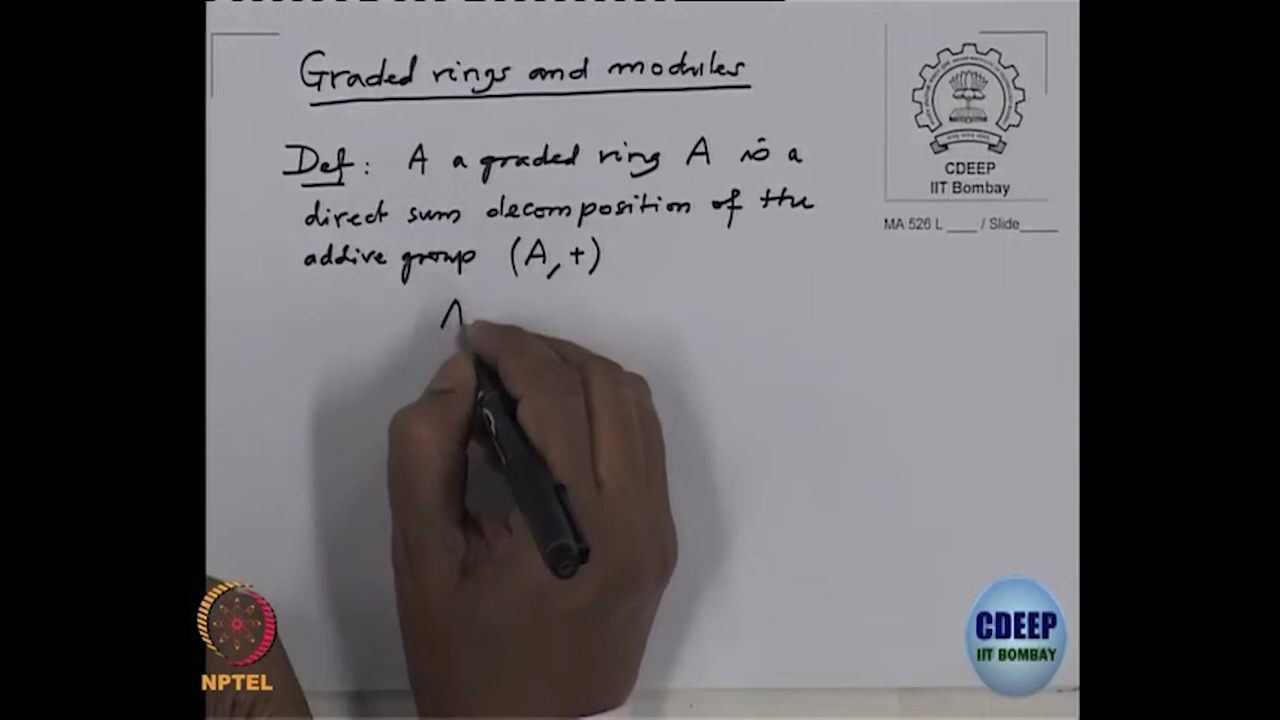 Graded rings and modules
Def: A a graded ring A is a
direct sum decomposition of the
addive group (A, +)
A
CDEEP
IIT Bombay
MA 526 L ____ / Slide_____
NPTEL
CDEEP
IIT BOMBAY